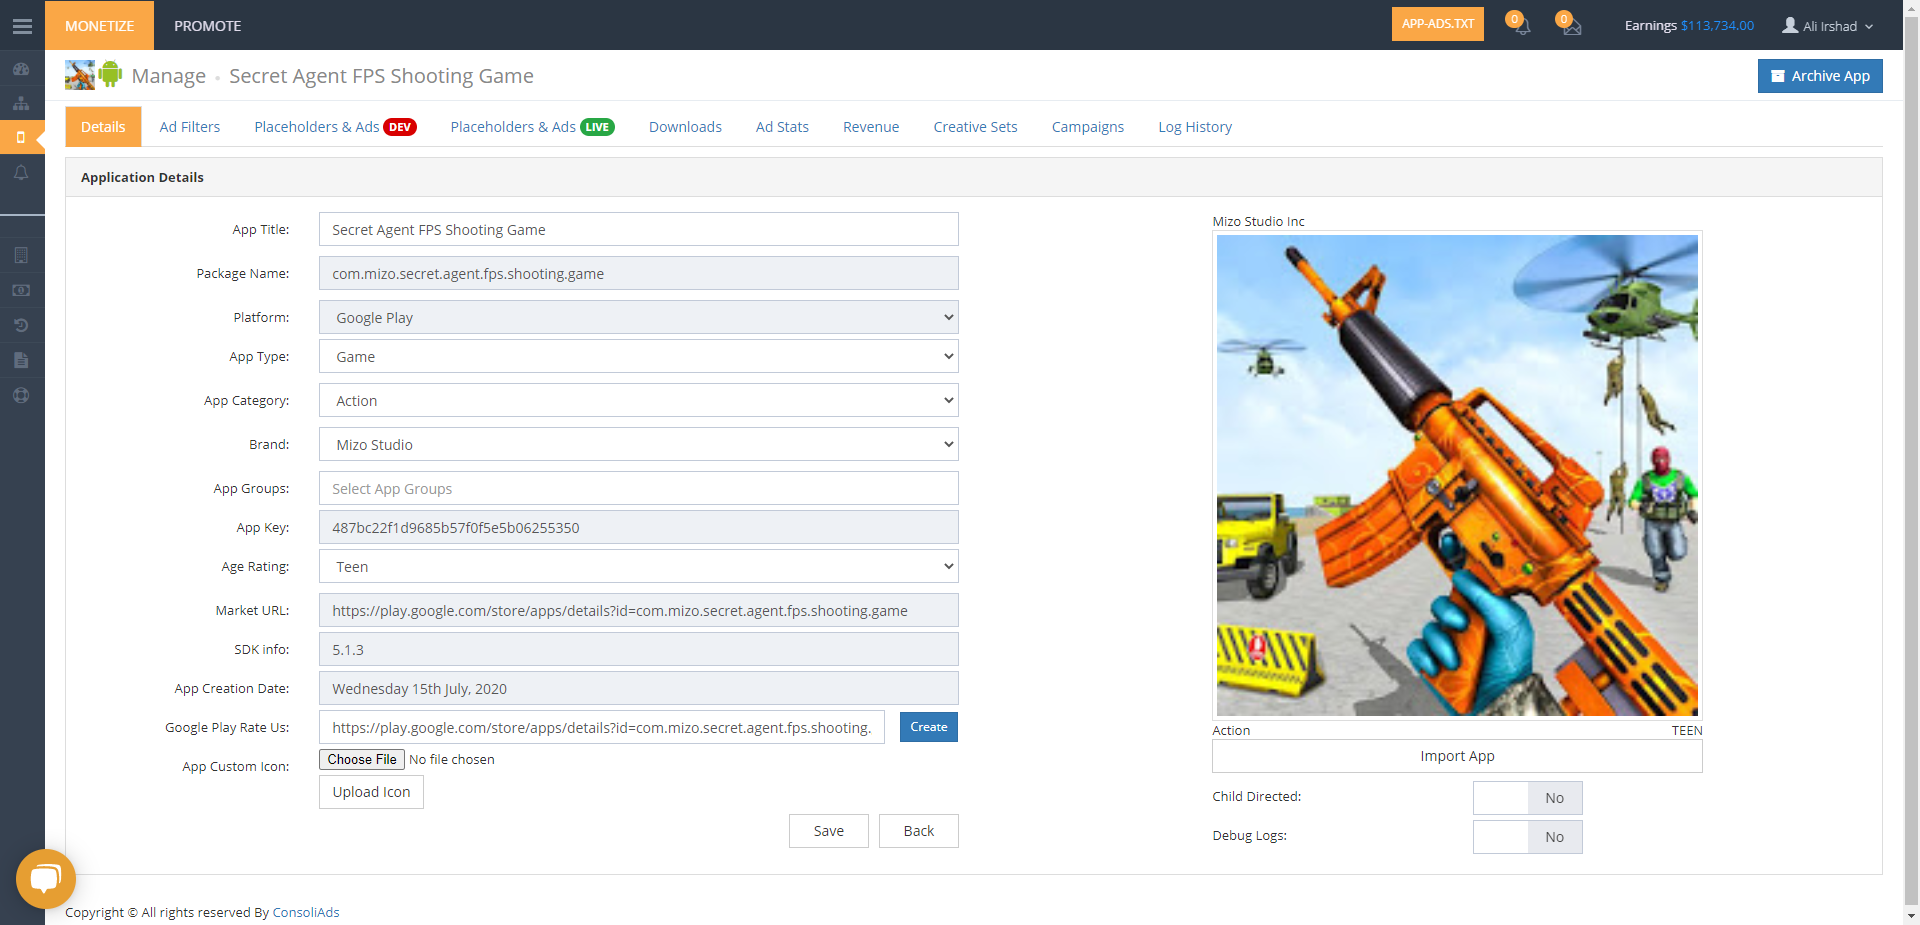 MONETIZE PROMOTE APP-ADS.TXT 0 0 Earnings $113,734.00 Ali Irshad
Manage Secret Agent FPS Shooting Game Archive App
Details Ad Filters Placeholders & Ads DEV Placeholders & Ads LIVE Downloads Ad Stats Revenue Creative Sets Campaigns Log History
Application Details
App Title: Secret Agent FPS Shooting Game
Package Name: com.mizo.secret.agent.fps.shooting.game
Platform: Google Play
App Type: Game
App Category: Action
Brand: Mizo Studio
App Groups: Select App Groups
App Key: 487bc22f1d9685b57f0f5e5b06255350
Age Rating: Teen
Market URL: https://play.google.com/store/apps/details?id=com.mizo.secret.agent.fps.shooting.game
SDK info: 5.1.3
App Creation Date: Wednesday 15th July, 2020
Google Play Rate Us: https://play.google.com/store/apps/details?id=com.mizo.secret.agent.fps.shooting. Create
App Custom Icon: Choose File No file chosen
Upload Icon
Save Back
Mizo Studio Inc
Action TEEN
Import App
Child Directed: No
Debug Logs: No
Copyright © All rights reserved By ConsoliAds